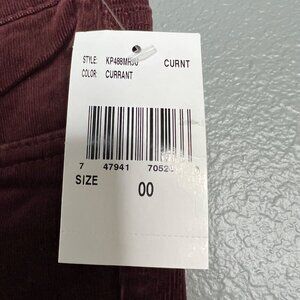 STYLE: CURNT
COLOR: CURRANT
7 47941
SIZE 00